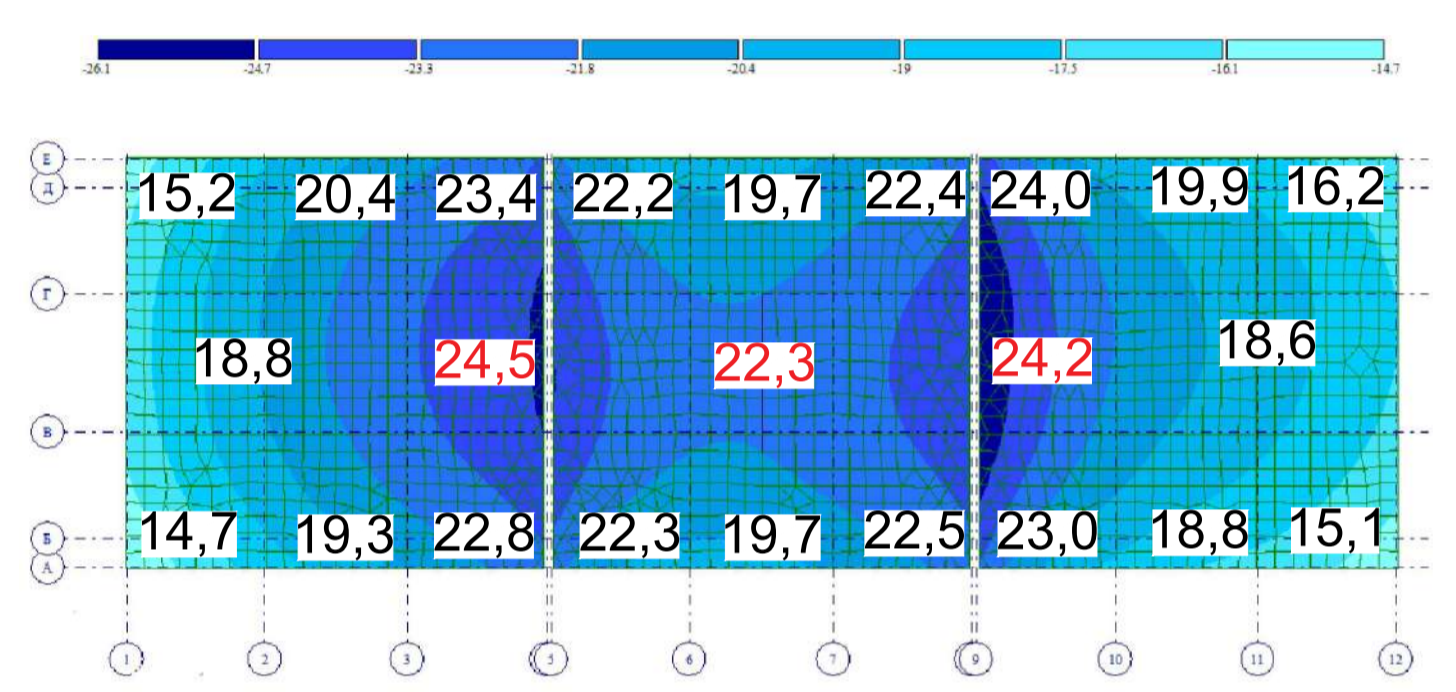 -26.1 -24.7 -23.3 -21.8 -20.4 -19 -17.5 -16.1 -14.7
Е
Д
15,2 20,4 23,4 22,2 19,7 22,4 24,0 19,9 16,2
Г
18,8 24,5 22,3 24,2 18,6
В
14,7 19,3 22,8 22,3 19,7 22,5 23,0 18,8 15,1
Б
А
1 2 3 5 6 7 9 10 11 12